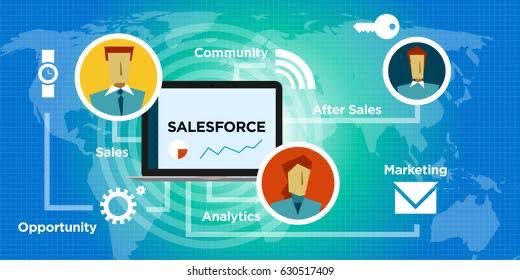 Community
After Sales
SALESFORCE
Sales
Marketing
Analytics
Opportunity
shutterstock.com · 630517409